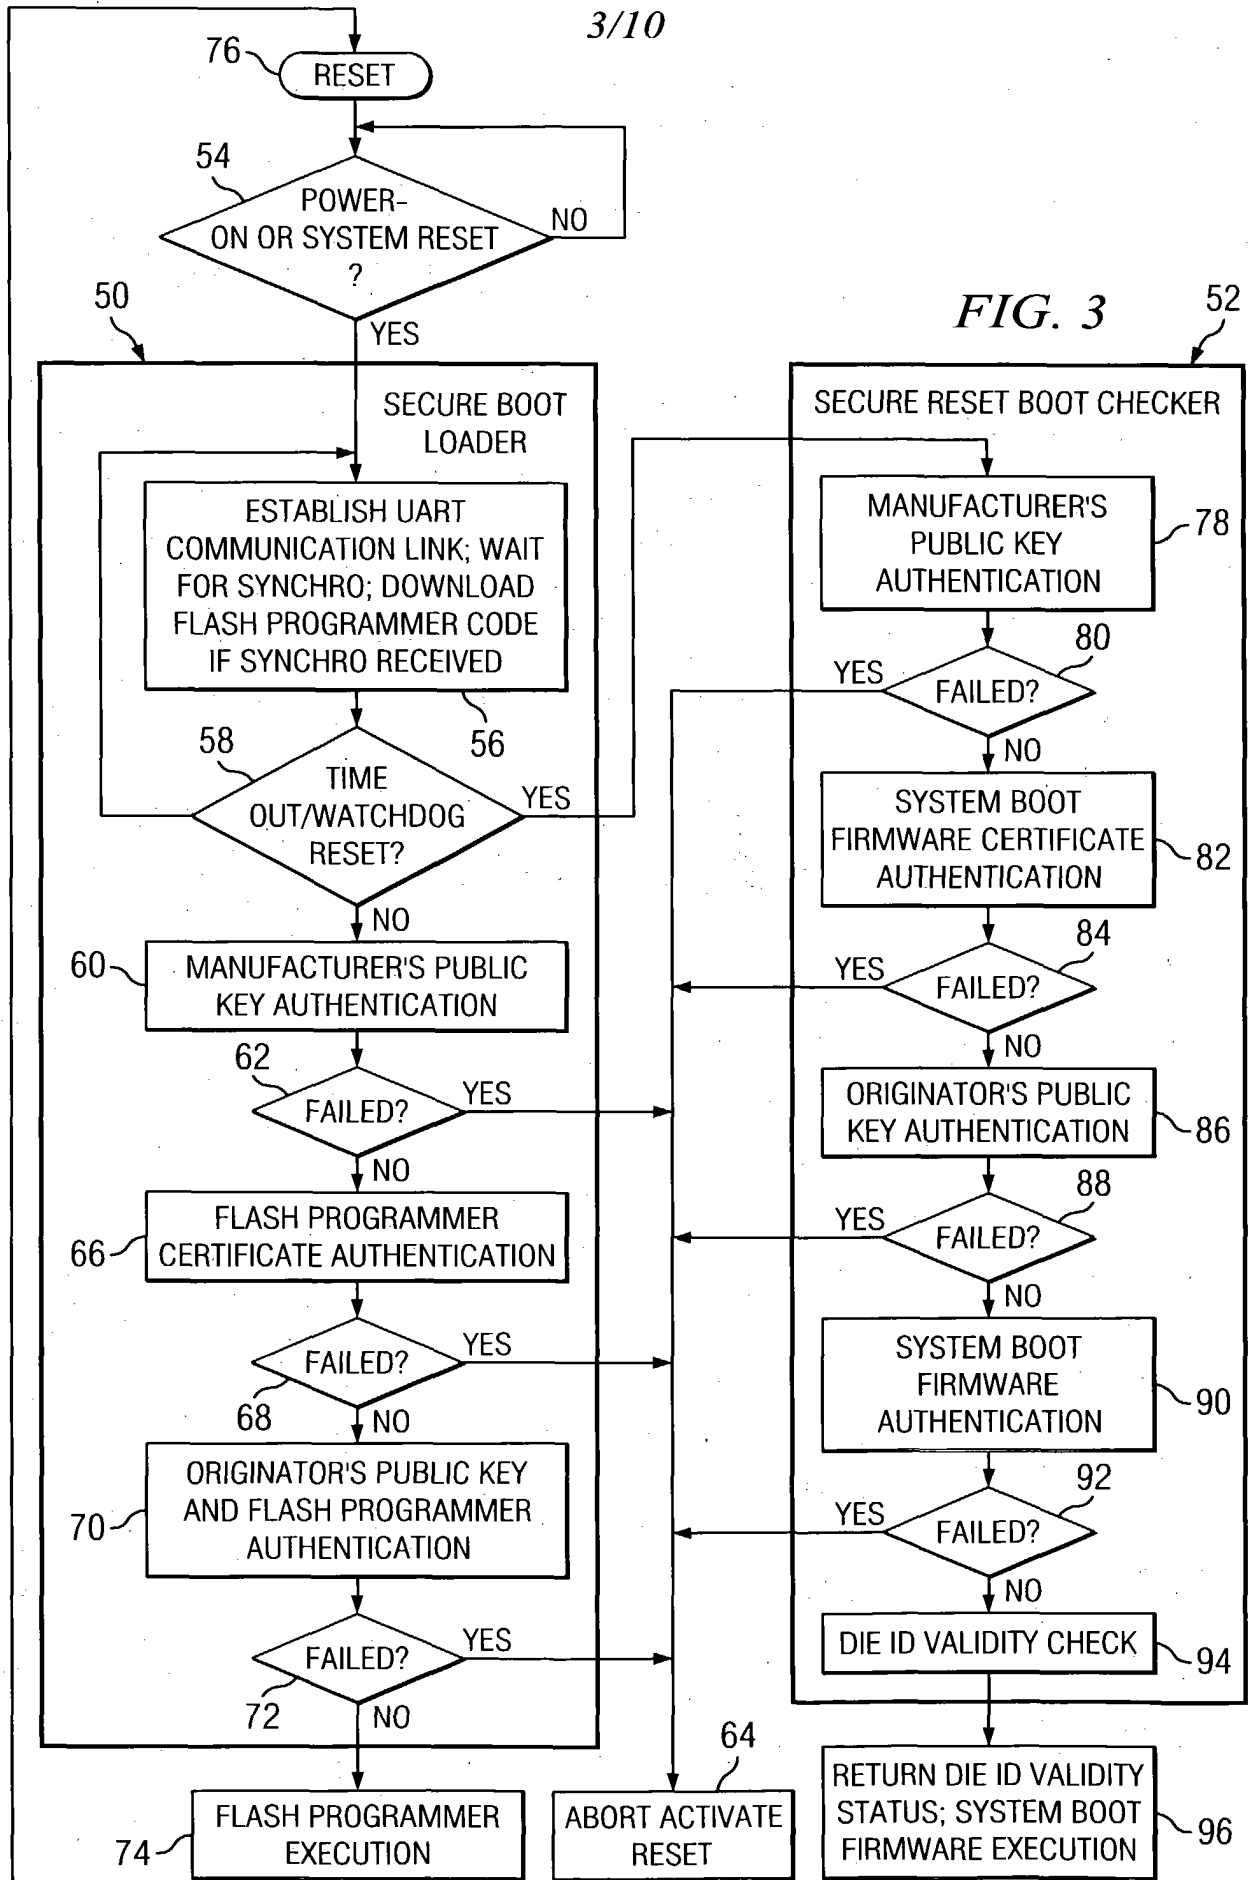 3/10
76
RESET
54
POWER-
ON OR SYSTEM RESET
?
NO
YES
50
SECURE BOOT
LOADER
ESTABLISH UART
COMMUNICATION LINK; WAIT
FOR SYNCHRO; DOWNLOAD
FLASH PROGRAMMER CODE
IF SYNCHRO RECEIVED
56
58
TIME
OUT/WATCHDOG
RESET?
YES
NO
60
MANUFACTURER'S PUBLIC
KEY AUTHENTICATION
62
FAILED?
YES
NO
66
FLASH PROGRAMMER
CERTIFICATE AUTHENTICATION
FAILED?
YES
68
NO
70
ORIGINATOR'S PUBLIC KEY
AND FLASH PROGRAMMER
AUTHENTICATION
FAILED?
YES
72
NO
74
FLASH PROGRAMMER
EXECUTION
64
ABORT ACTIVATE
RESET
FIG. 3
52
SECURE RESET BOOT CHECKER
MANUFACTURER'S
PUBLIC KEY
AUTHENTICATION
78
80
YES
FAILED?
NO
SYSTEM BOOT
FIRMWARE CERTIFICATE
AUTHENTICATION
82
84
YES
FAILED?
NO
ORIGINATOR'S PUBLIC
KEY AUTHENTICATION
86
88
YES
FAILED?
NO
SYSTEM BOOT
FIRMWARE
AUTHENTICATION
90
92
YES
FAILED?
NO
DIE ID VALIDITY CHECK
94
RETURN DIE ID VALIDITY
STATUS; SYSTEM BOOT
FIRMWARE EXECUTION
96